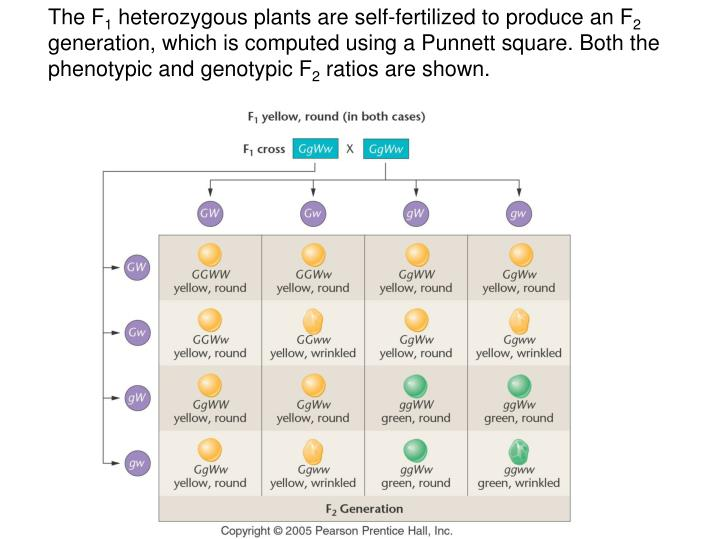 The F1 heterozygous plants are self-fertilized to produce an F2
generation, which is computed using a Punnett square. Both the
phenotypic and genotypic F2 ratios are shown.
F1 yellow, round (in both cases)
F1 cross GgWw X GgWw
GW Gw gW gw
GW
GGWW GGWw GgWW GgWw
yellow, round yellow, round yellow, round yellow, round
Gw
GGWw GGww GgWw Ggww
yellow, round yellow, wrinkled yellow, round yellow, wrinkled
gW
GgWW GgWw ggWW ggWw
yellow, round yellow, round green, round green, round
gw
GgWw Ggww ggWw ggww
yellow, round yellow, wrinkled green, round green, wrinkled
F2 Generation
Copyright © 2005 Pearson Prentice Hall, Inc.